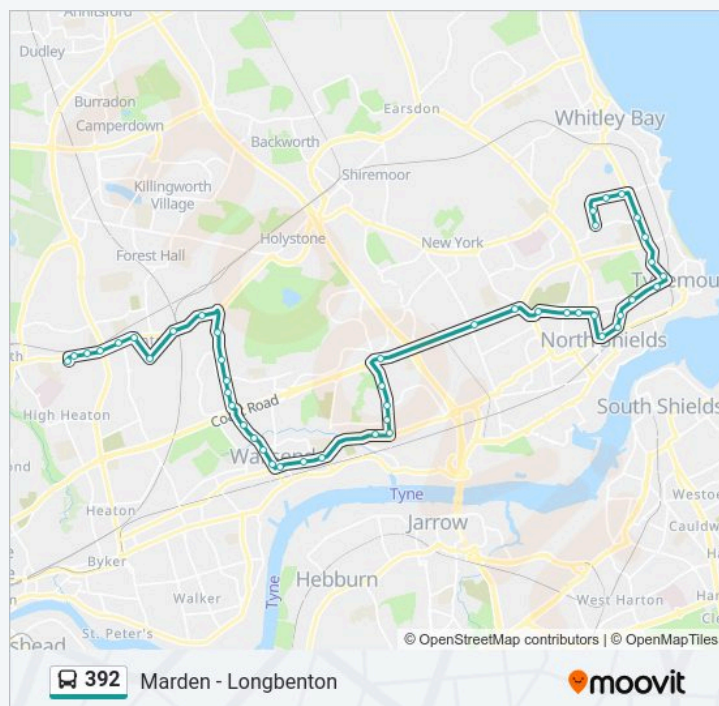 Annitsford
Dudley
Burradon
Camperdown
Earsdon
Whitley Bay
Backworth
Killingworth
Village
Shiremoor
Forest Hall
Holystone
New York
North Shields
South Shields
High Heaton
Tyne
Jarrow
Heaton
Byker
Hebburn
Walker
Tyne
West Harton
St. Peter's
© OpenStreetMap contributors | © OpenMapTiles
392 Marden - Longbenton
moovit